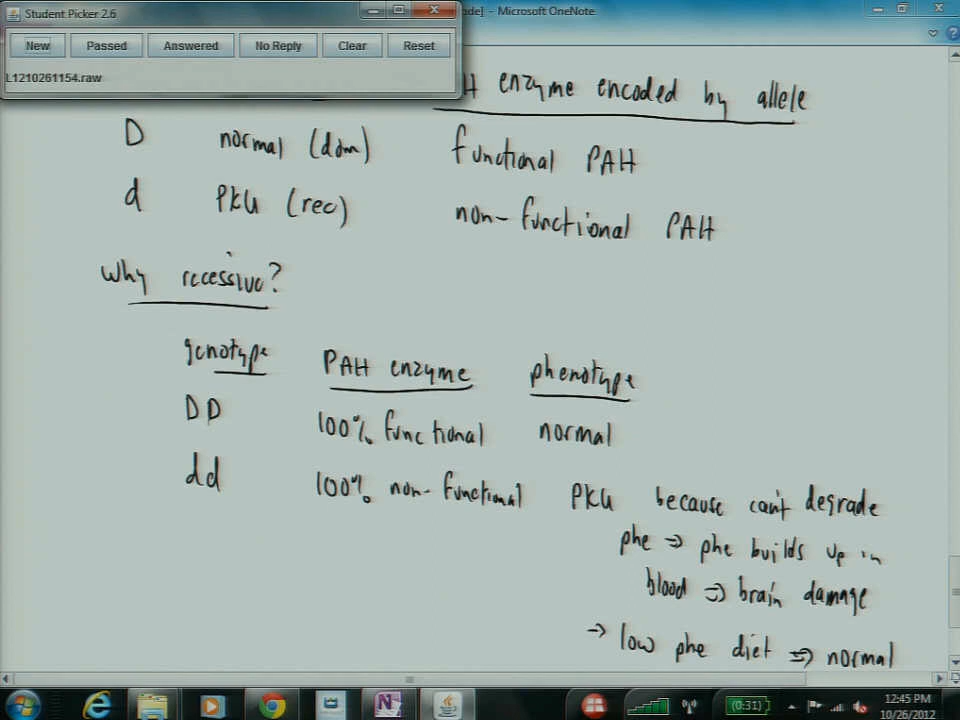 Student Picker 2.6
ode] - Microsoft OneNote
New Passed Answered No Reply Clear Reset
L1210261154.raw
H enzyme encoded by allele
D normal (dom) functional PAH
d PKU (rec) non-functional PAH
Why recessive?
genotype PAH enzyme phenotype
DD 100% functional normal
dd 100% non-functional PKU because can't degrade
phe => phe builds up in
blood => brain damage
-> low phe diet => normal
(0:31)
12:45 PM
10/26/2012